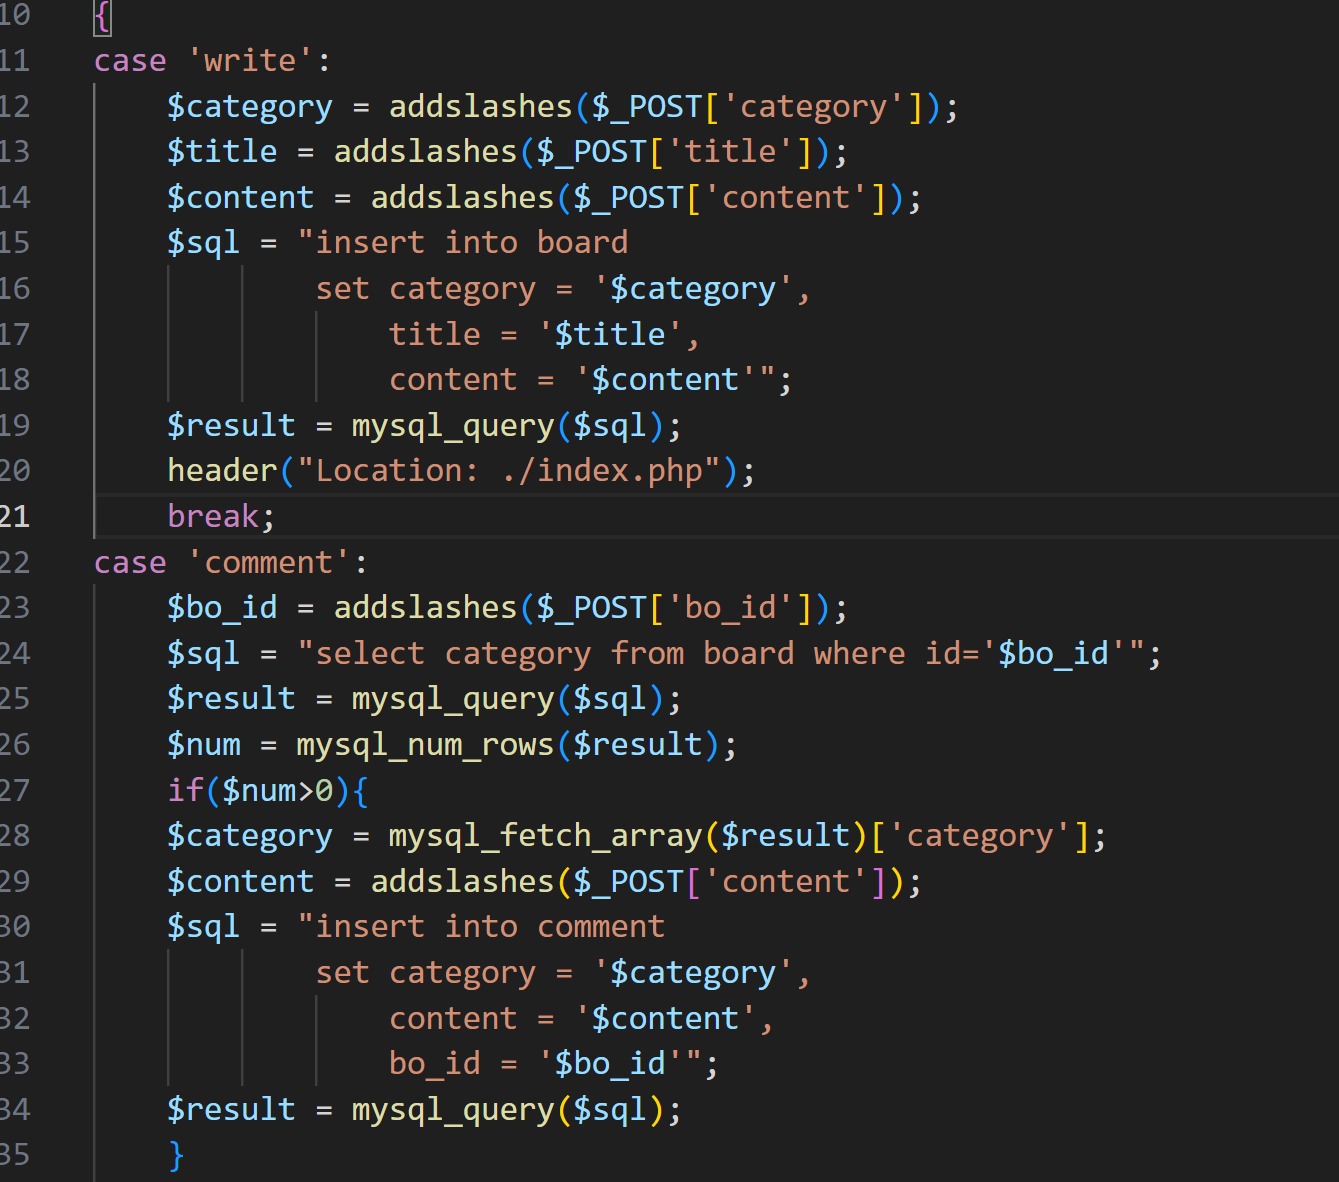 10 {
11 case 'write':
12 $category = addslashes($_POST['category']);
13 $title = addslashes($_POST['title']);
14 $content = addslashes($_POST['content']);
15 $sql = "insert into board
16 set category = '$category',
17 title = '$title',
18 content = '$content'";
19 $result = mysql_query($sql);
20 header("Location: ./index.php");
21 break;
22 case 'comment':
23 $bo_id = addslashes($_POST['bo_id']);
24 $sql = "select category from board where id='$bo_id'";
25 $result = mysql_query($sql);
26 $num = mysql_num_rows($result);
27 if($num>0){
28 $category = mysql_fetch_array($result)['category'];
29 $content = addslashes($_POST['content']);
30 $sql = "insert into comment
31 set category = '$category',
32 content = '$content',
33 bo_id = '$bo_id'";
34 $result = mysql_query($sql);
35 }